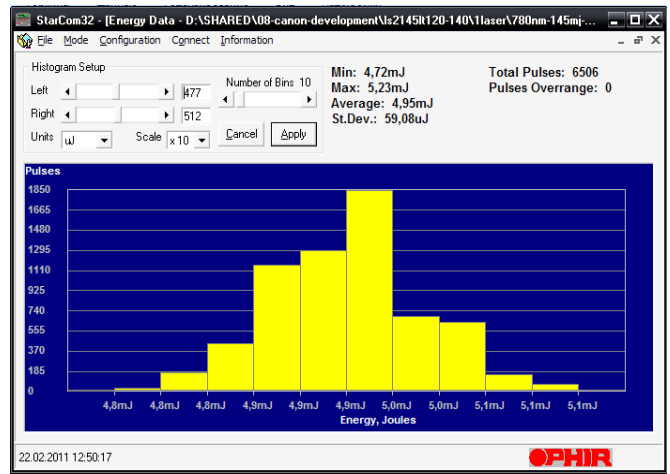 StarCom32 - [Energy Data - D:\SHARED\08-canon-development\ls2145lt120-140\1laser\780nm-145mj-...
File Mode Configuration Connect Information
Histogram Setup
Left 477
Right 512
Units uJ Scale x 10
Number of Bins 10
Cancel Apply
Min: 4,72mJ
Max: 5,23mJ
Average: 4,95mJ
St.Dev.: 59,08uJ
Total Pulses: 6506
Pulses Overrange: 0
Pulses
1850
1665
1480
1295
1110
925
740
555
370
185
0
4,8mJ 4,8mJ 4,8mJ 4,9mJ 4,9mJ 4,9mJ 5,0mJ 5,0mJ 5,1mJ 5,1mJ 5,1mJ
Energy, Joules
22.02.2011 12:50:17
OPHIR